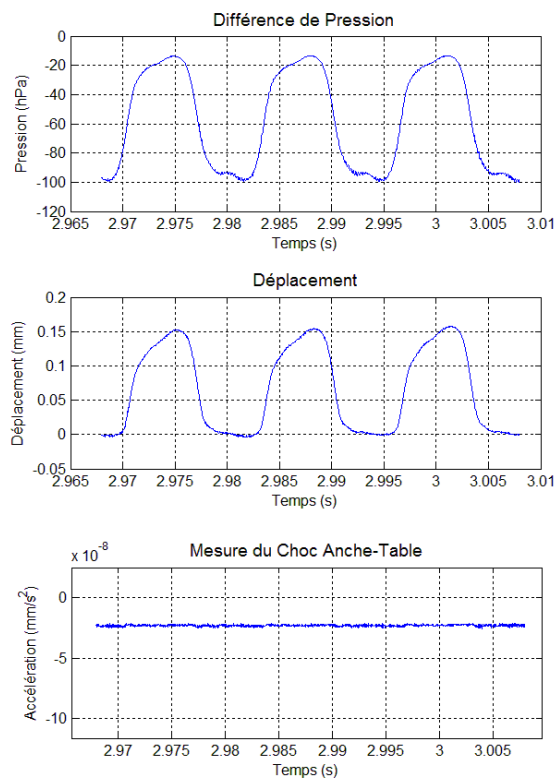 Différence de Pression
0
-20
-40
-60
-80
-100
-120
Pression (hPa)
2.965 2.97 2.975 2.98 2.985 2.99 2.995 3 3.005 3.01
Temps (s)
Déplacement
0.2
0.15
0.1
0.05
0
-0.05
Déplacement (mm)
2.965 2.97 2.975 2.98 2.985 2.99 2.995 3 3.005 3.01
Temps (s)
x 10⁻⁸
Mesure du Choc Anche-Table
0
-5
-10
Accélération (mm/s²)
2.97 2.975 2.98 2.985 2.99 2.995 3 3.005
Temps (s)